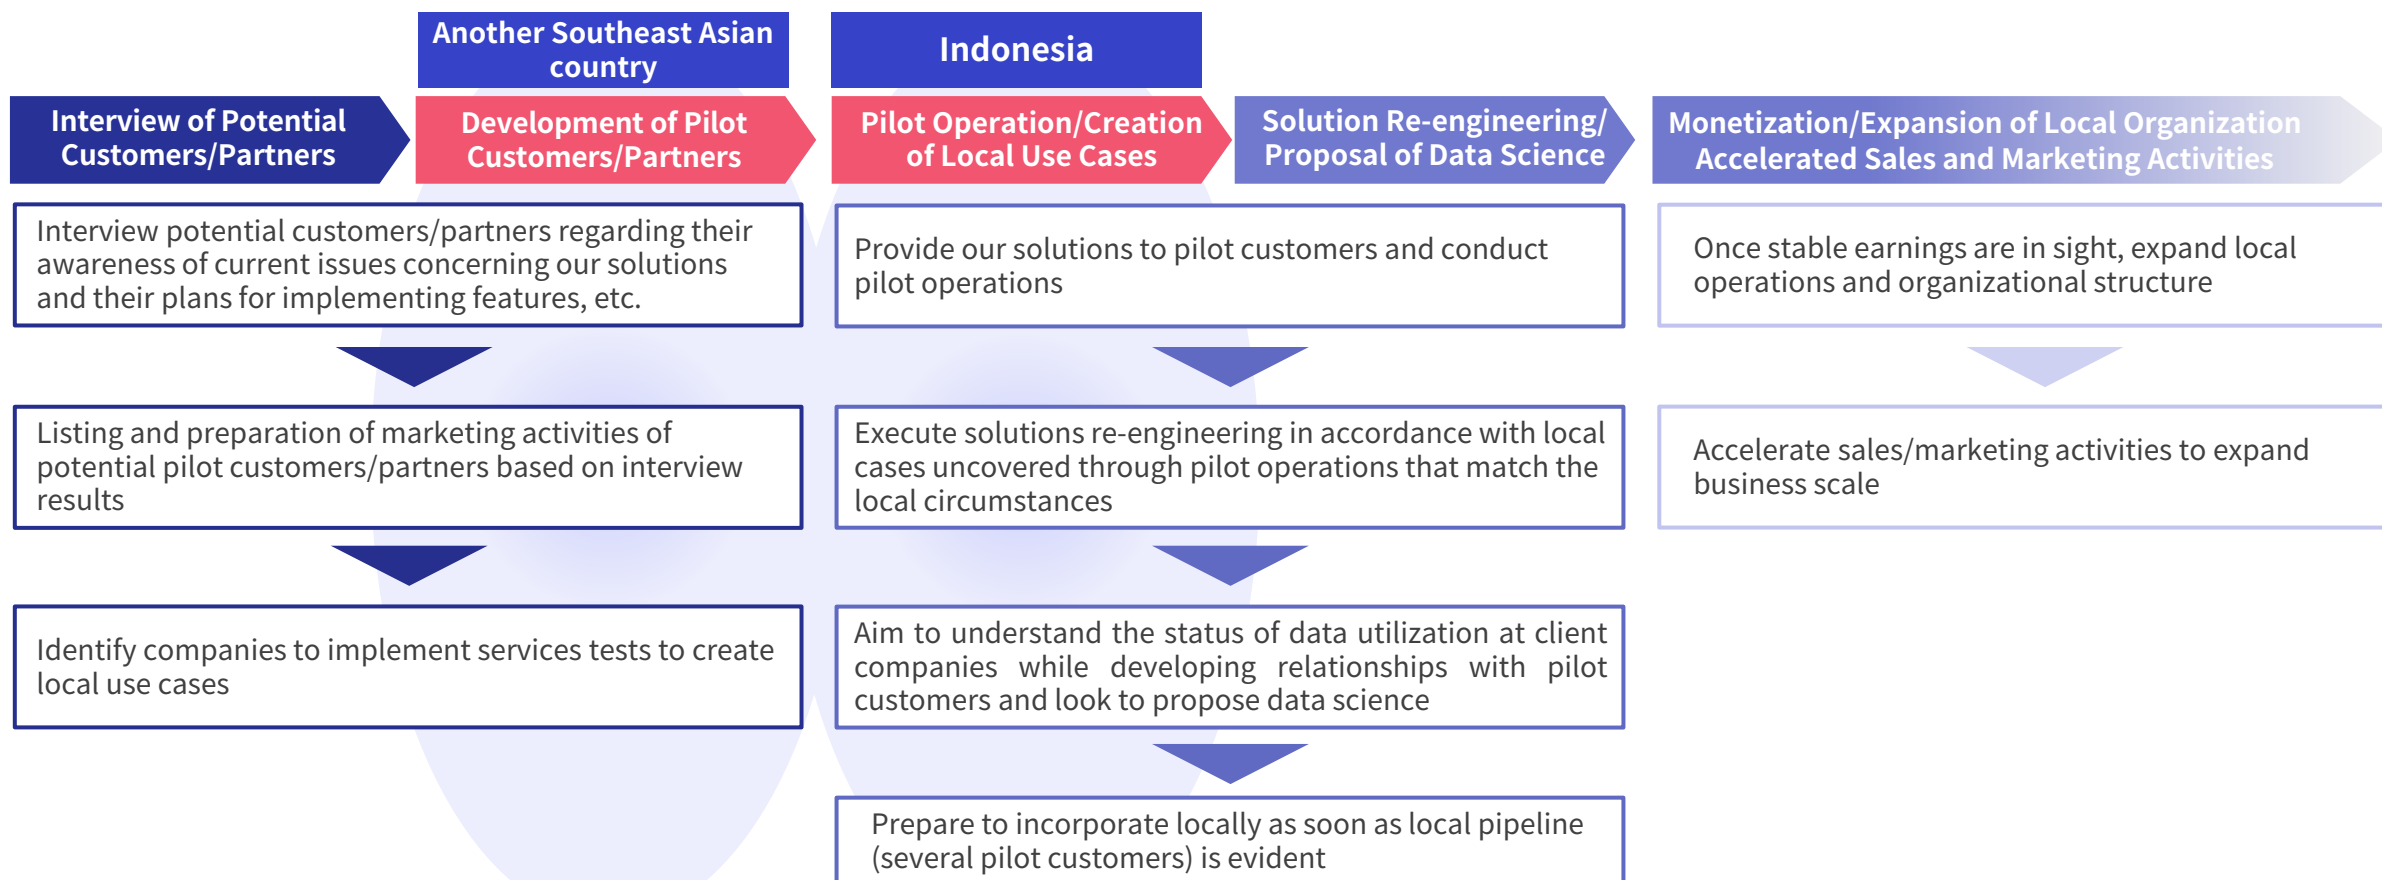 Another Southeast Asian
country
Indonesia
Interview of Potential
Customers/Partners
Development of Pilot
Customers/Partners
Pilot Operation/Creation
of Local Use Cases
Solution Re-engineering/
Proposal of Data Science
Monetization/Expansion of Local Organization
Accelerated Sales and Marketing Activities
Interview potential customers/partners regarding their
awareness of current issues concerning our solutions
and their plans for implementing features, etc.
Listing and preparation of marketing activities of
potential pilot customers/partners based on interview
results
Identify companies to implement services tests to create
local use cases
Provide our solutions to pilot customers and conduct
pilot operations
Execute solutions re-engineering in accordance with local
cases uncovered through pilot operations that match the
local circumstances
Aim to understand the status of data utilization at client
companies while developing relationships with pilot
customers and look to propose data science
Prepare to incorporate locally as soon as local pipeline
(several pilot customers) is evident
Once stable earnings are in sight, expand local
operations and organizational structure
Accelerate sales/marketing activities to expand
business scale